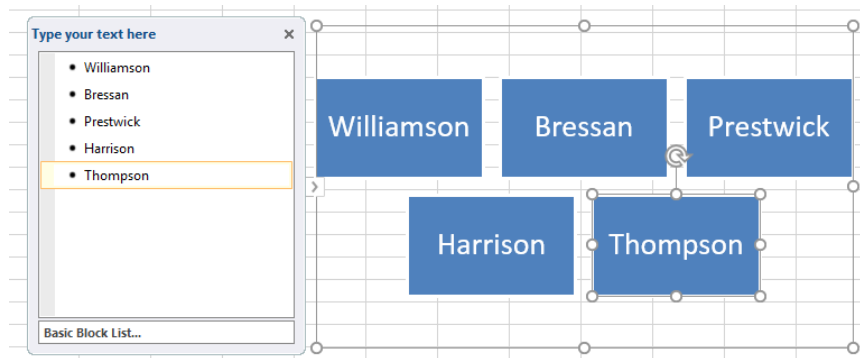 Type your text here
• Williamson
• Bressan
• Prestwick
• Harrison
• Thompson
Basic Block List...
Williamson Bressan Prestwick
Harrison Thompson